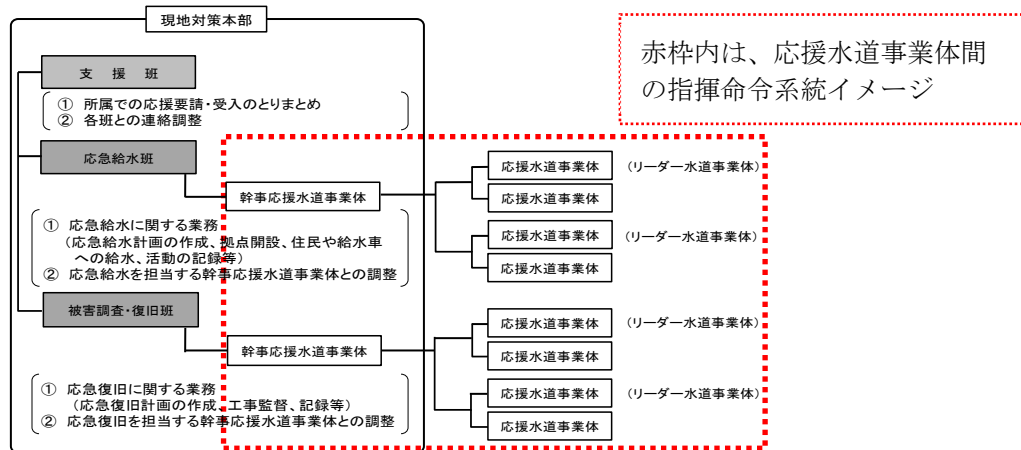 現地対策本部
赤枠内は、応援水道事業体間
の指揮命令系統イメージ
支援班
① 所属での応援要請・受入のとりまとめ
② 各班との連絡調整
応急給水班
幹事応援水道事業体
応援水道事業体 (リーダー水道事業体)
応援水道事業体
応援水道事業体 (リーダー水道事業体)
応援水道事業体
① 応急給水に関する業務
(応急給水計画の作成、拠点開設、住民や給水車
への給水、活動の記録等)
② 応急給水を担当する幹事応援水道事業体との調整
被害調査・復旧班
幹事応援水道事業体
応援水道事業体 (リーダー水道事業体)
応援水道事業体
応援水道事業体 (リーダー水道事業体)
応援水道事業体
① 応急復旧に関する業務
(応急復旧計画の作成、工事監督、記録等)
② 応急復旧を担当する幹事応援水道事業体との調整